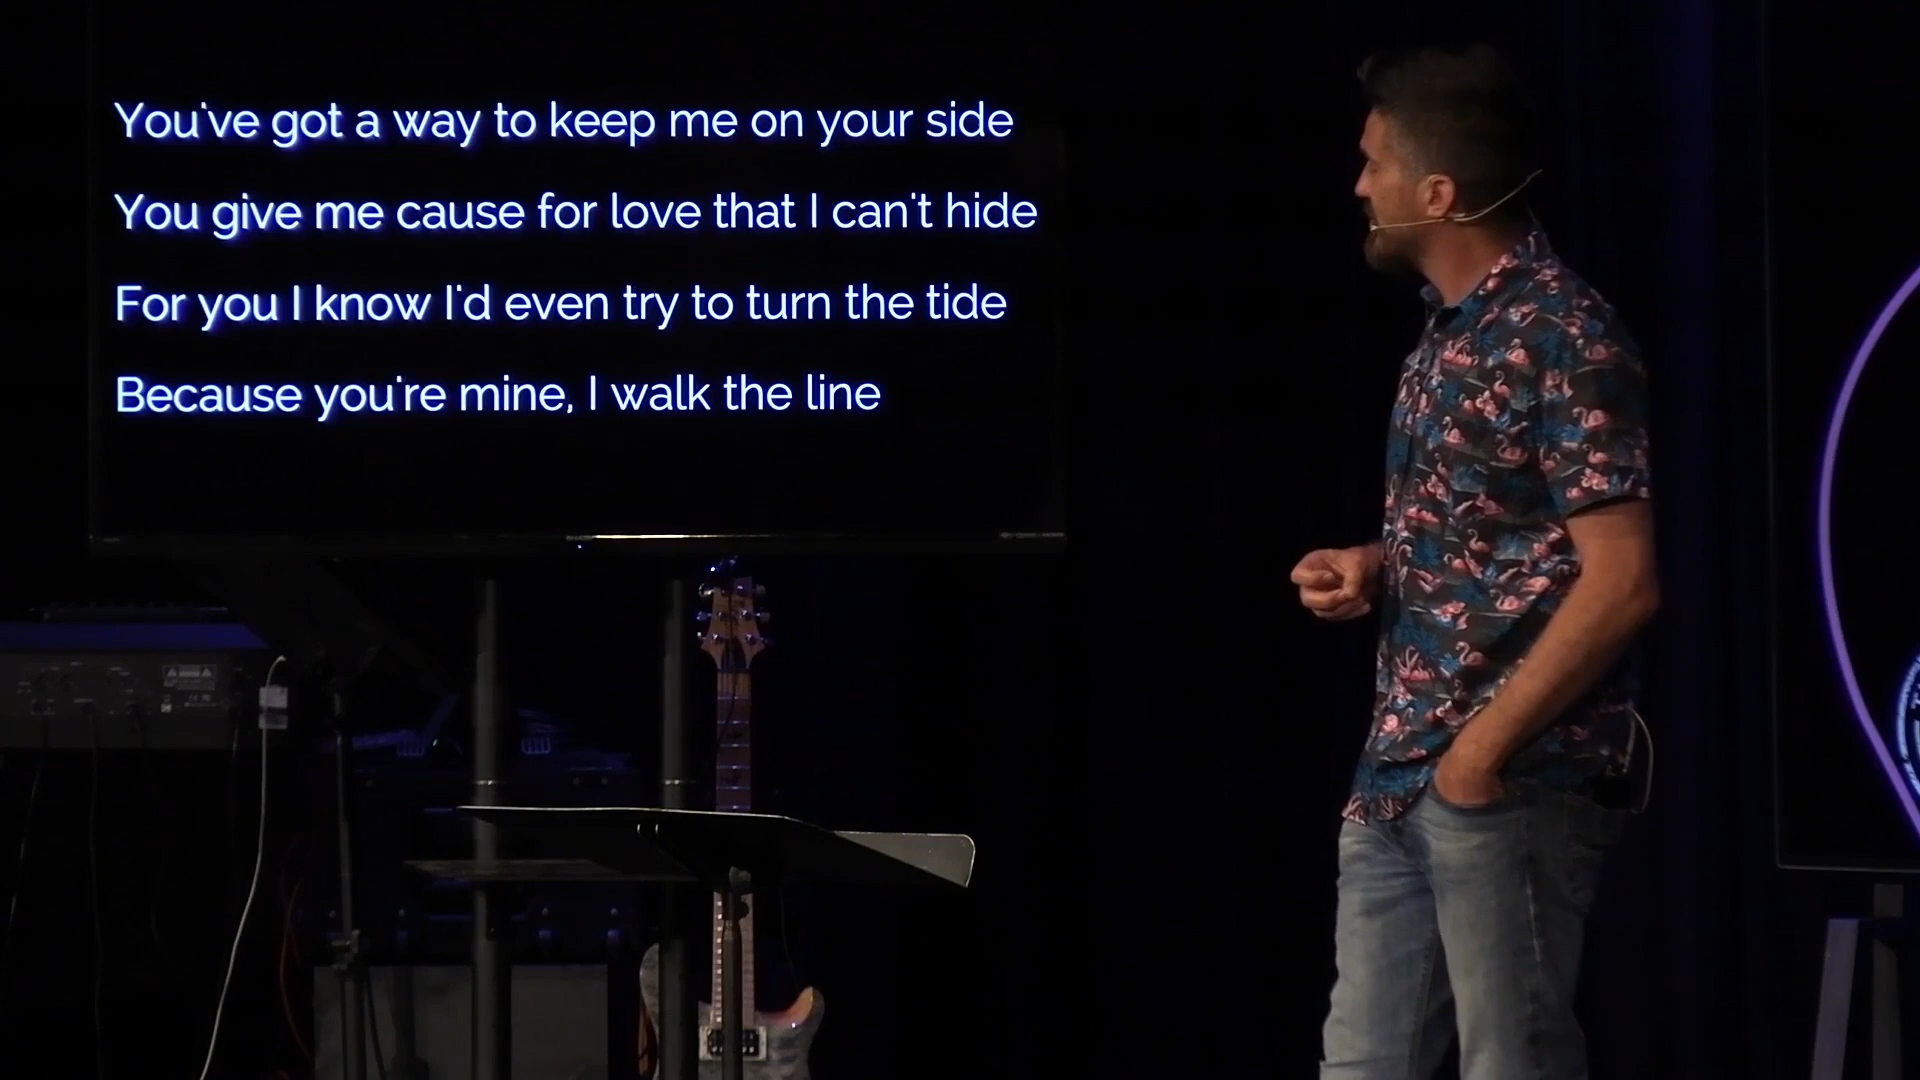 You've got a way to keep me on your side
You give me cause for love that I can't hide
For you I know I'd even try to turn the tide
Because you're mine, I walk the line